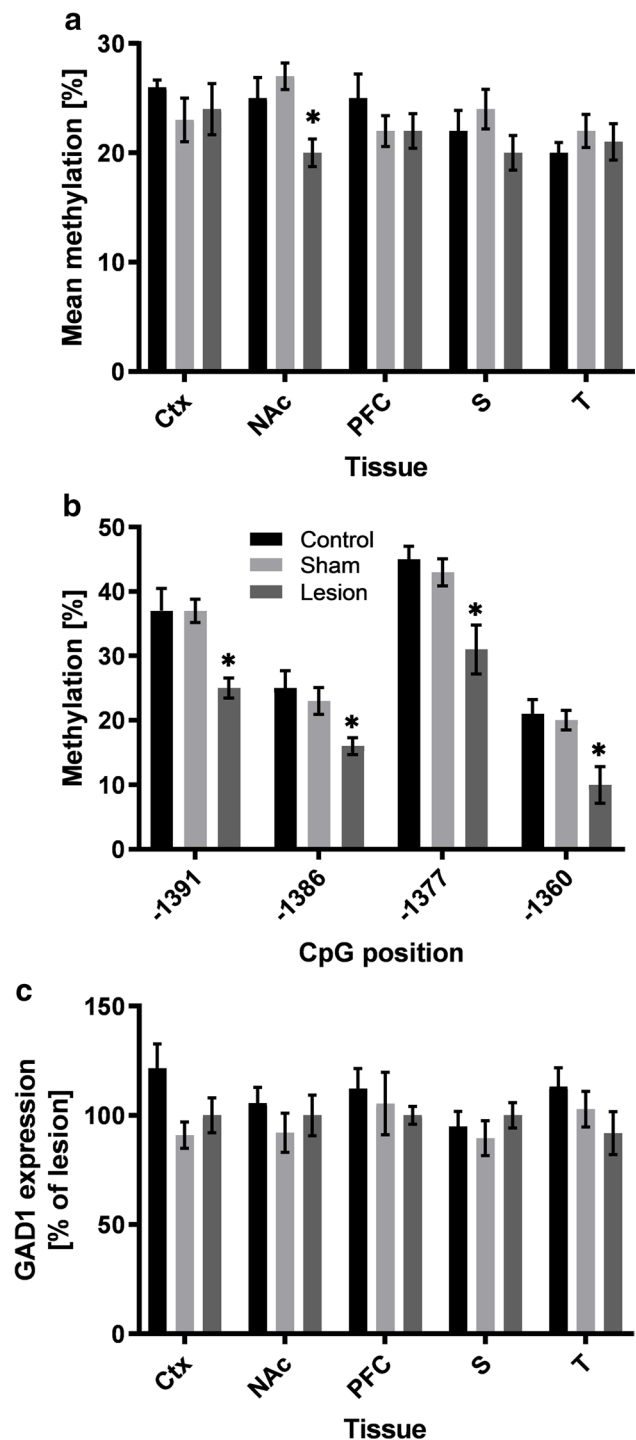 a
Mean methylation [%]
30
20
10
0
*
Ctx
NAc
PFC
S
T
Tissue
b
Methylation [%]
50
40
30
20
10
0
Control
Sham
Lesion
*
*
*
*
-1391
-1386
-1377
-1360
CpG position
c
GAD1 expression
[% of lesion]
150
100
50
0
Ctx
NAc
PFC
S
T
Tissue